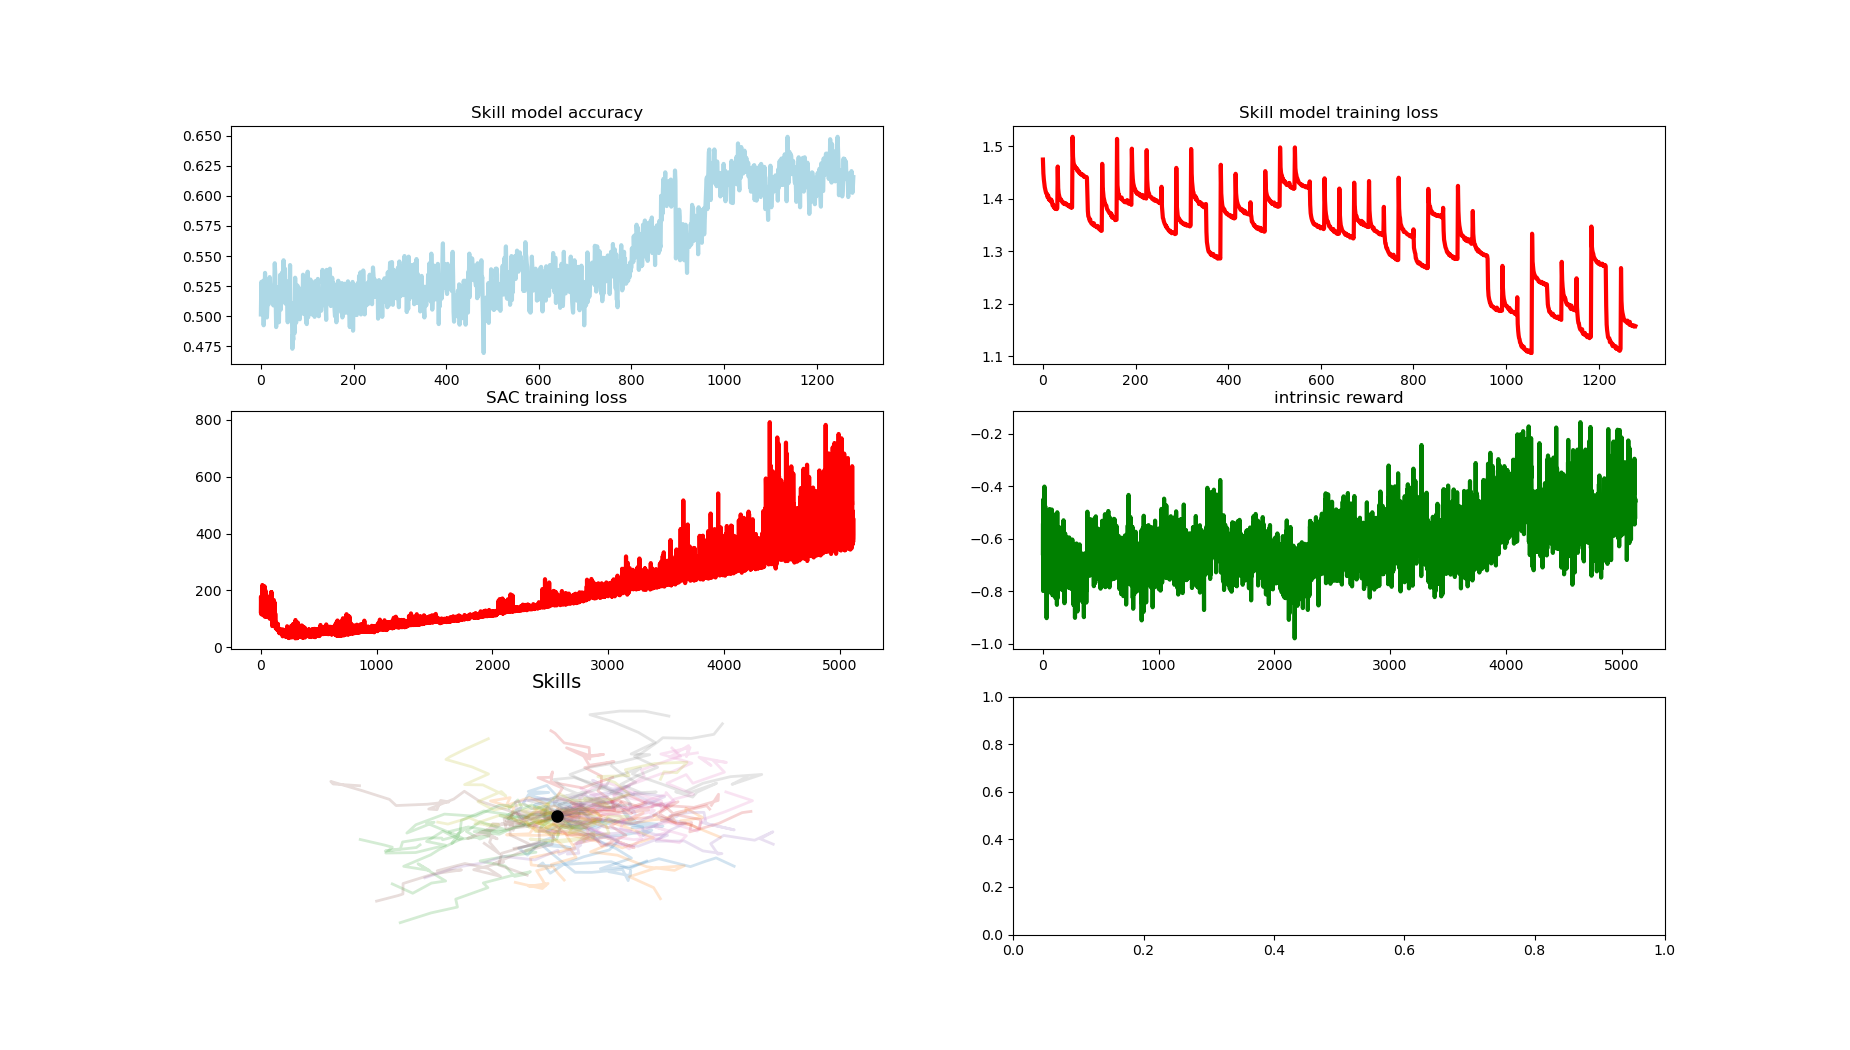 Skill model accuracy
0.650
0.625
0.600
0.575
0.550
0.525
0.500
0.475
0 200 400 600 800 1000 1200
Skill model training loss
1.5
1.4
1.3
1.2
1.1
0 200 400 600 800 1000 1200
SAC training loss
800
600
400
200
0
0 1000 2000 3000 4000 5000
intrinsic reward
−0.2
−0.4
−0.6
−0.8
−1.0
0 1000 2000 3000 4000 5000
Skills
1.0
0.8
0.6
0.4
0.2
0.0
0.0 0.2 0.4 0.6 0.8 1.0